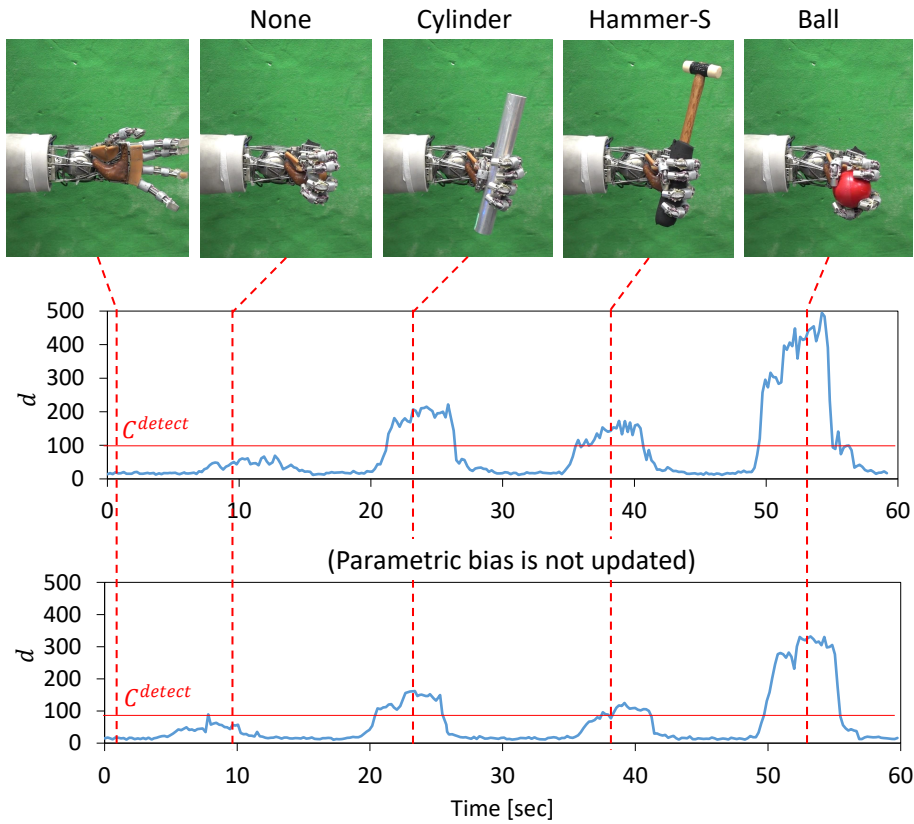 None Cylinder Hammer-S Ball
500
400
300
200
100
0
d
C^detect
0 10 20 30 40 50 60
(Parametric bias is not updated)
500
400
300
200
100
0
d
C^detect
0 10 20 30 40 50 60
Time [sec]